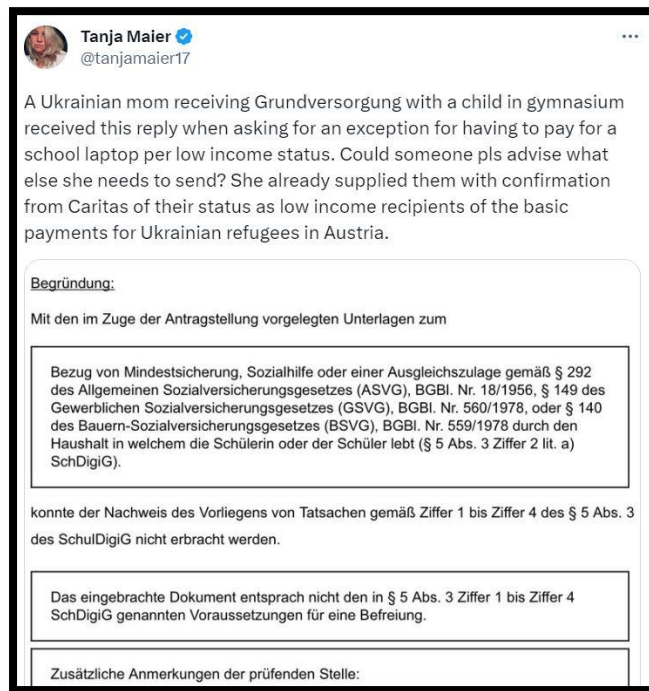 Tanja Maier
@tanjamaier17
A Ukrainian mom receiving Grundversorgung with a child in gymnasium
received this reply when asking for an exception for having to pay for a
school laptop per low income status. Could someone pls advise what
else she needs to send? She already supplied them with confirmation
from Caritas of their status as low income recipients of the basic
payments for Ukrainian refugees in Austria.
Begründung:
Mit den im Zuge der Antragstellung vorgelegten Unterlagen zum
Bezug von Mindestsicherung, Sozialhilfe oder einer Ausgleichszulage gemäß § 292
des Allgemeinen Sozialversicherungsgesetzes (ASVG), BGBl. Nr. 18/1956, § 149 des
Gewerblichen Sozialversicherungsgesetzes (GSVG), BGBl. Nr. 560/1978, oder § 140
des Bauern-Sozialversicherungsgesetzes (BSVG), BGBl. Nr. 559/1978 durch den
Haushalt in welchem die Schülerin oder der Schüler lebt (§ 5 Abs. 3 Ziffer 2 lit. a)
SchDigiG).
konnte der Nachweis des Vorliegens von Tatsachen gemäß Ziffer 1 bis Ziffer 4 des § 5 Abs. 3
des SchulDigiG nicht erbracht werden.
Das eingebrachte Dokument entsprach nicht den in § 5 Abs. 3 Ziffer 1 bis Ziffer 4
SchDigiG genannten Voraussetzungen für eine Befreiung.
Zusätzliche Anmerkungen der prüfenden Stelle: